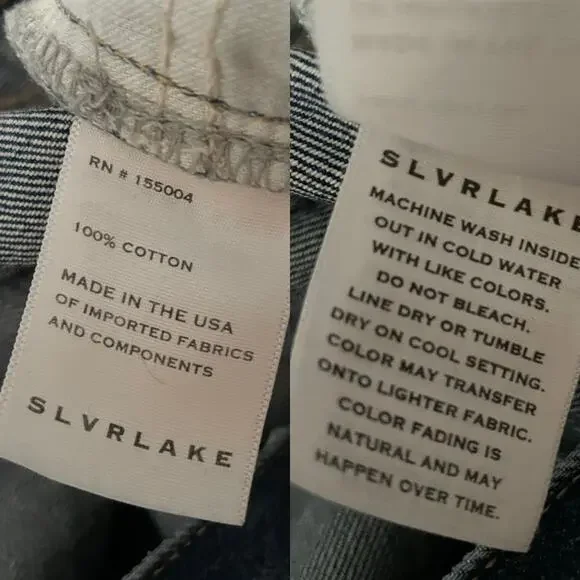 RN # 155004
100% COTTON
MADE IN THE USA
OF IMPORTED FABRICS
AND COMPONENTS
SLVRLAKE
SLVRLAKE
MACHINE WASH INSIDE
OUT IN COLD WATER
WITH LIKE COLORS.
DO NOT BLEACH.
LINE DRY OR TUMBLE
DRY ON COOL SETTING.
COLOR MAY TRANSFER
ONTO LIGHTER FABRIC.
COLOR FADING IS
NATURAL AND MAY
HAPPEN OVER TIME.